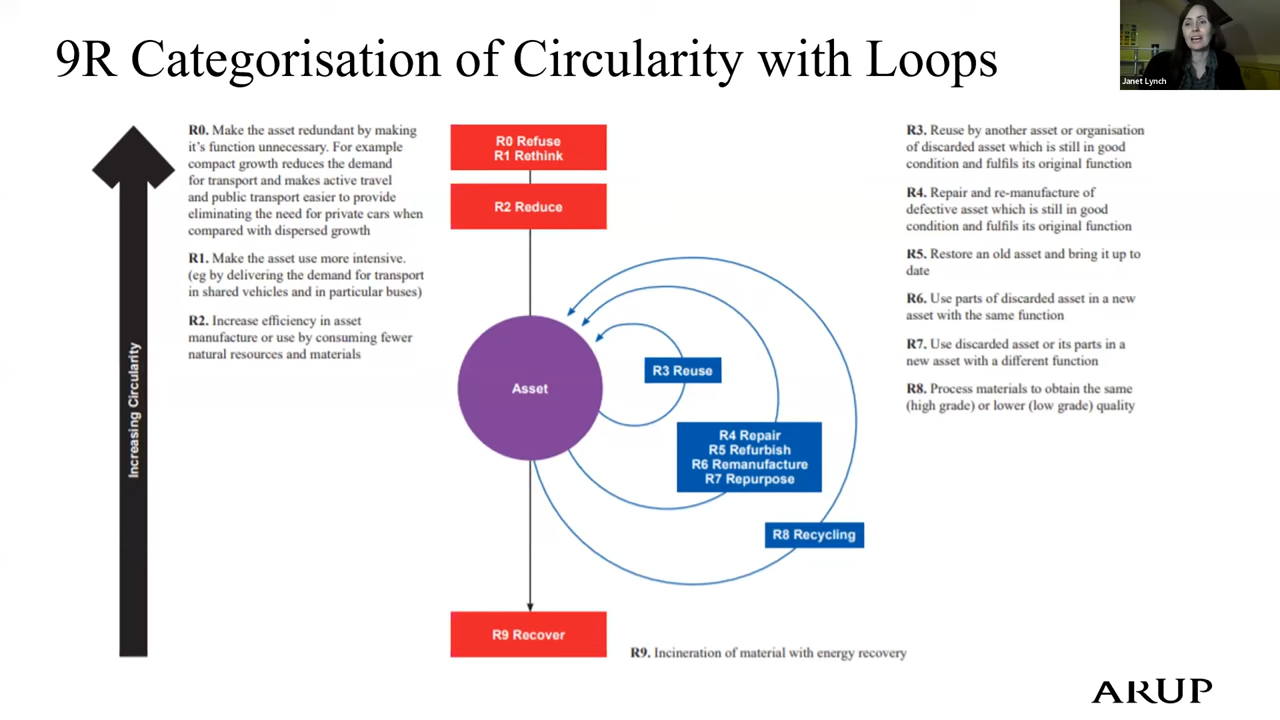 9R Categorisation of Circularity with Loops
Janet Lynch
Increasing Circularity
R0. Make the asset redundant by making
it's function unnecessary. For example
compact growth reduces the demand
for transport and makes active travel
and public transport easier to provide
eliminating the need for private cars when
compared with dispersed growth
R1. Make the asset use more intensive.
(eg by delivering the demand for transport
in shared vehicles and in particular buses)
R2. Increase efficiency in asset
manufacture or use by consuming fewer
natural resources and materials
R0 Refuse
R1 Rethink
R2 Reduce
Asset
R3 Reuse
R4 Repair
R5 Refurbish
R6 Remanufacture
R7 Repurpose
R8 Recycling
R9 Recover
R9. Incineration of material with energy recovery
R3. Reuse by another asset or organisation
of discarded asset which is still in good
condition and fulfils its original function
R4. Repair and re-manufacture of
defective asset which is still in good
condition and fulfils its original function
R5. Restore an old asset and bring it up to
date
R6. Use parts of discarded asset in a new
asset with the same function
R7. Use discarded asset or its parts in a
new asset with a different function
R8. Process materials to obtain the same
(high grade) or lower (low grade) quality
ARUP